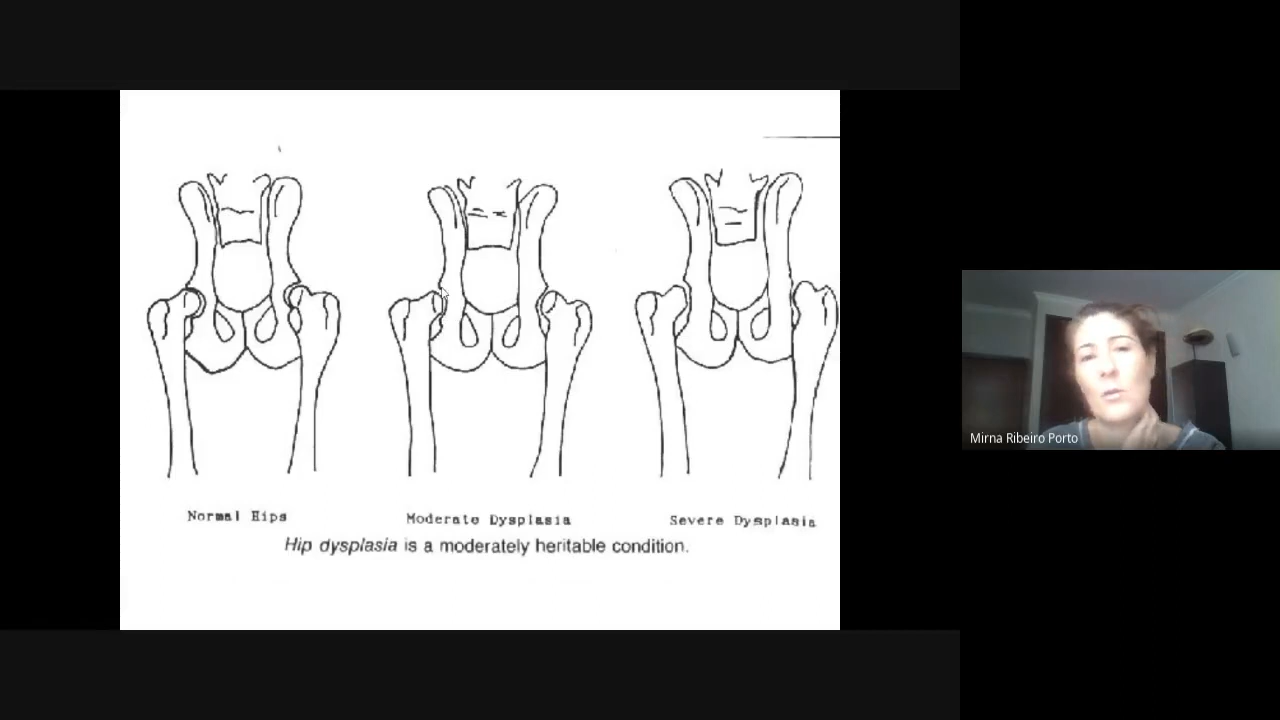 Normal Hips
Moderate Dysplasia
Severe Dysplasia
Hip dysplasia is a moderately heritable condition.
Mirna Ribeiro Porto